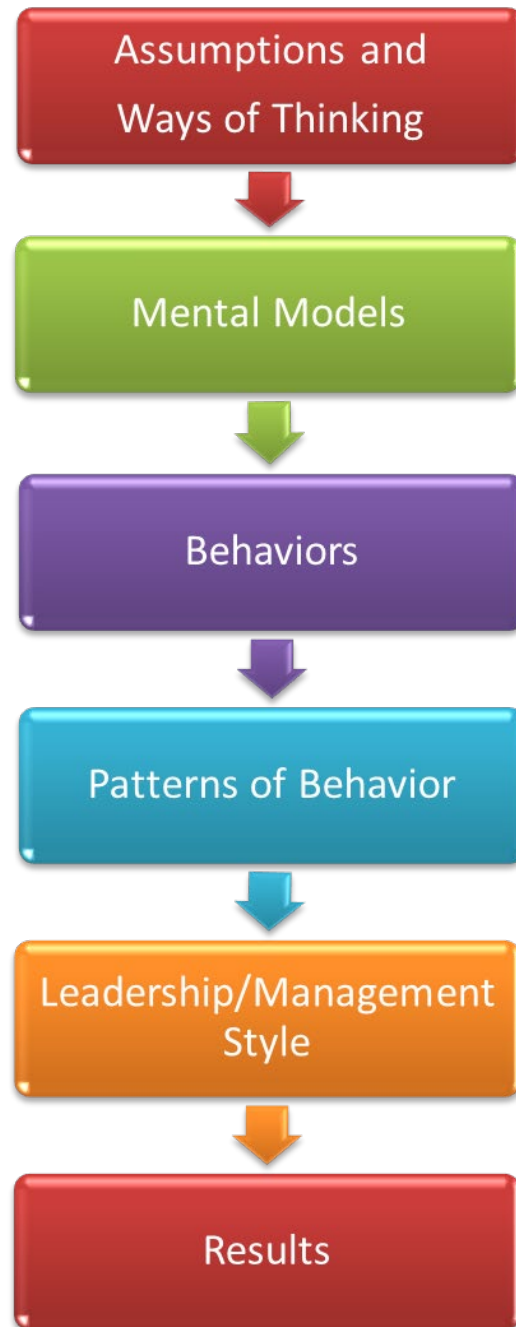 Assumptions and
Ways of Thinking
Mental Models
Behaviors
Patterns of Behavior
Leadership/Management
Style
Results